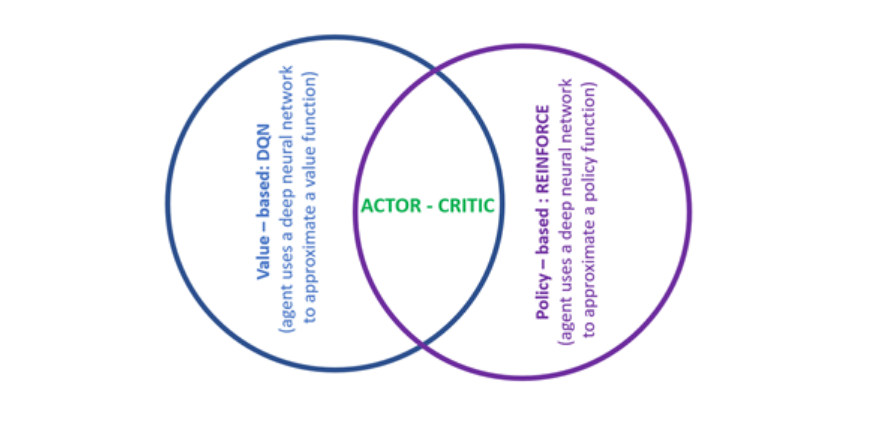 Value – based: DQN
(agent uses a deep neural network
to approximate a value function)
ACTOR - CRITIC
Policy – based : REINFORCE
(agent uses a deep neural network
to approximate a policy function)